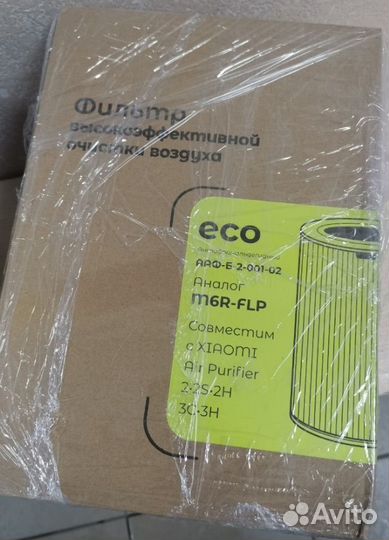 Фильтр
высокоэффективной
очистки воздуха
eco
ААФ-Б-2-001-02
Аналог
M6R-FLP
Совместим
с XIAOMI
Air Purifier
2·2S·2H
3C·3H
Avito